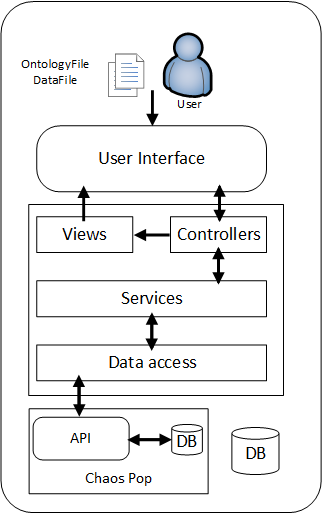 OntologyFile
DataFile
User
User Interface
Views
Controllers
Services
Data access
API
DB
DB
Chaos Pop